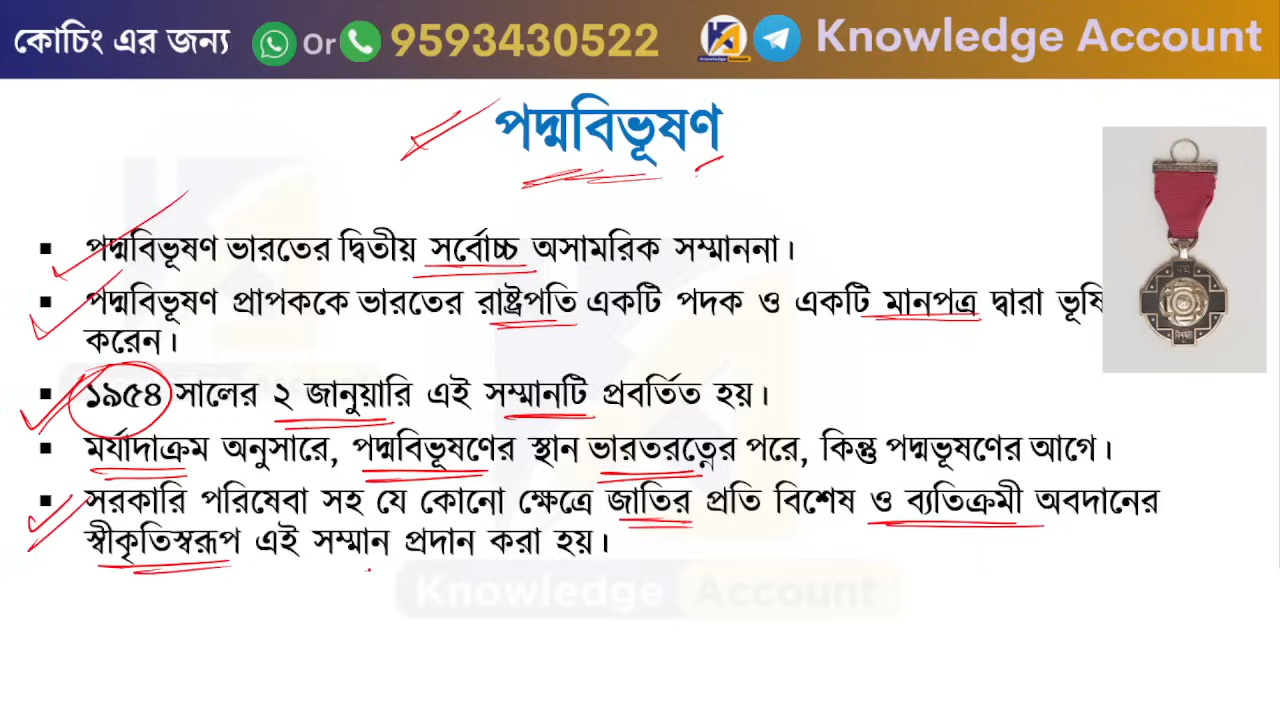 কোচিং এর জন্য Or 9593430522 Knowledge Account
পদ্মবিভূষণ
▪ পদ্মবিভূষণ ভারতের দ্বিতীয় সর্বোচ্চ অসামরিক সম্মাননা।
▪ পদ্মবিভূষণ প্রাপককে ভারতের রাষ্ট্রপতি একটি পদক ও একটি মানপত্র দ্বারা ভূষি
করেন।
▪ ১৯৫৪ সালের ২ জানুয়ারি এই সম্মানটি প্রবর্তিত হয়।
▪ মর্যাদাক্রম অনুসারে, পদ্মবিভূষণের স্থান ভারতরত্নের পরে, কিন্তু পদ্মভূষণের আগে।
▪ সরকারি পরিষেবা সহ যে কোনো ক্ষেত্রে জাতির প্রতি বিশেষ ও ব্যতিক্রমী অবদানের
স্বীকৃতিস্বরূপ এই সম্মান প্রদান করা হয়।
Knowledge Account